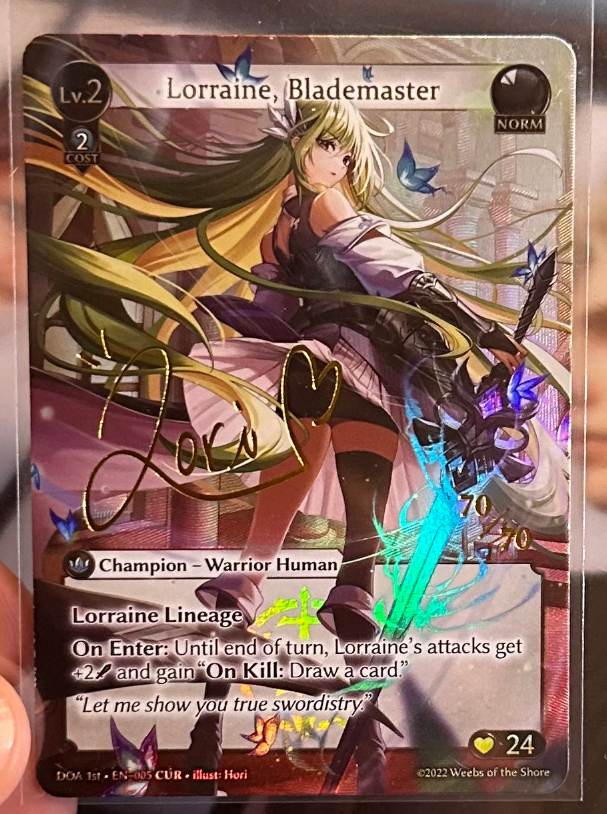 Lorraine, Blademaster
Lv.2
2
COST
NORM
Lori
70
70
Champion – Warrior Human
Lorraine Lineage
On Enter: Until end of turn, Lorraine's attacks get
+2 and gain “On Kill: Draw a card.”
“Let me show you true swordistry.”
24
DOA 1st • EN-005 CUR • illust: Hori
©2022 Weebs of the Shore